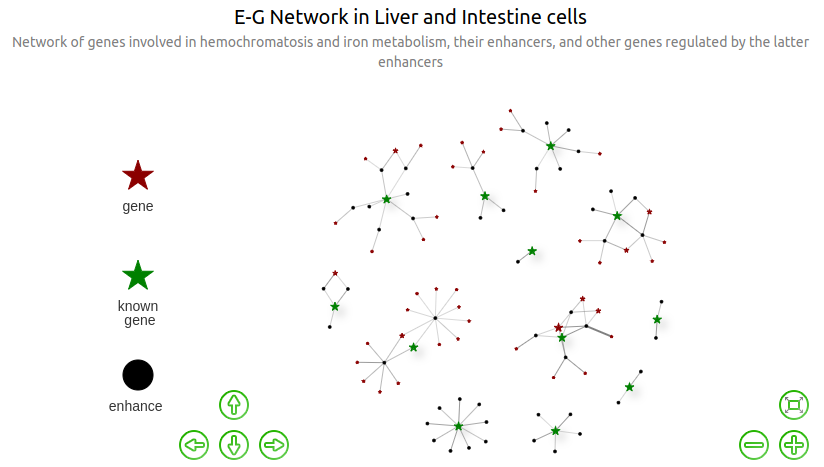 E-G Network in Liver and Intestine cells
Network of genes involved in hemochromatosis and iron metabolism, their enhancers, and other genes regulated by the latter
enhancers
gene
known
gene
enhance